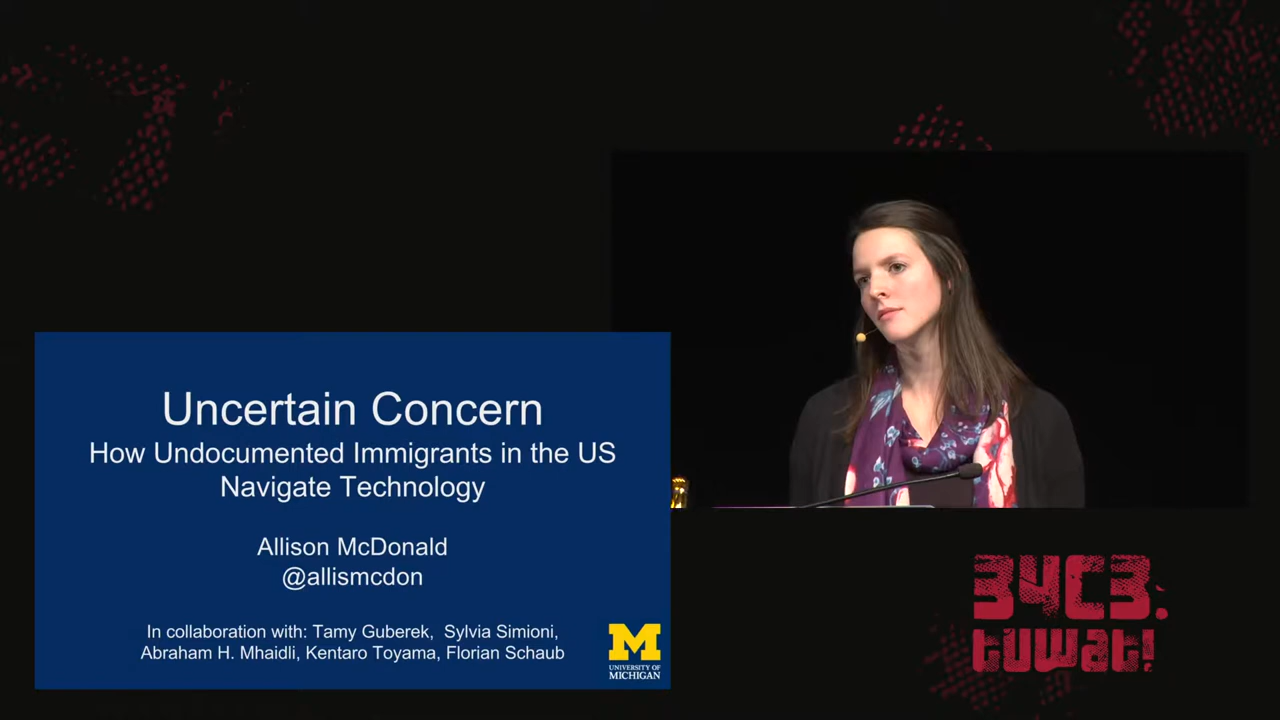 Uncertain Concern
How Undocumented Immigrants in the US
Navigate Technology
Allison McDonald
@allismcdon
In collaboration with: Tamy Guberek, Sylvia Simioni,
Abraham H. Mhaidli, Kentaro Toyama, Florian Schaub
M
UNIVERSITY OF
MICHIGAN
34C3.
tuwat!